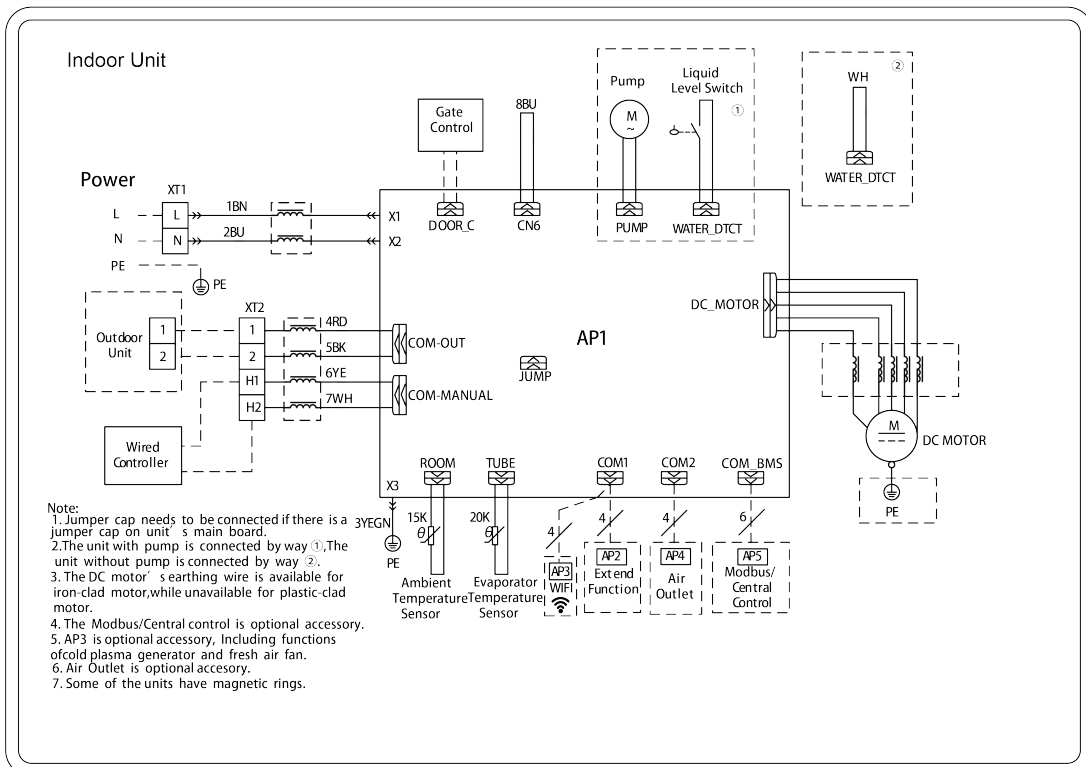 Indoor Unit
Pump
Liquid
Level Switch
①
M
~
WH
②
WATER_DTCT
Gate
Control
8BU
Power
XT1
L
L
1BN
X1
N
N
2BU
X2
DOOR_C
CN6
PUMP
WATER_DTCT
PE
PE
XT2
Outdoor
Unit
1
2
1
4RD
2
5BK
COM-OUT
H1
6YE
H2
7WH
COM-MANUAL
AP1
JUMP
DC_MOTOR
M
DC MOTOR
PE
Wired
Controller
X3
ROOM
TUBE
COM1
COM2
COM_BMS
3YEGN
PE
15K
θ
20K
θ
4
4
4
6
Ambient
Temperature
Sensor
Evaporator
Temperature
Sensor
AP3
WIFI
AP2
Extend
Function
AP4
Air
Outlet
AP5
Modbus/
Central
Control
Note:
1. Jumper cap needs to be connected if there is a
jumper cap on unit´ s main board.
2.The unit with pump is connected by way ①,The
unit without pump is connected by way ②.
3. The DC motor´ s earthing wire is available for
iron-clad motor,while unavailable for plastic-clad
motor.
4. The Modbus/Central control is optional accessory.
5. AP3 is optional accessory, Including functions
ofcold plasma generator and fresh air fan.
6. Air Outlet is optional accesory.
7. Some of the units have magnetic rings.